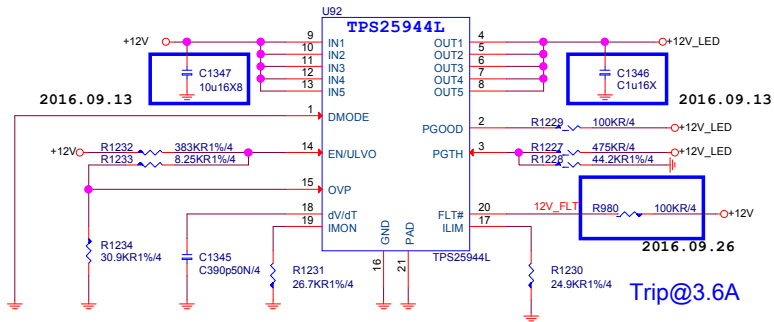 U92
TPS25944L
+12V
9
IN1
10
IN2
11
IN3
12
IN4
13
IN5
OUT1
4
OUT2
5
OUT3
6
OUT4
7
OUT5
8
+12V_LED
C1347
10u16X8
C1346
C1u16X
2016.09.13
2016.09.13
1
DMODE
PGOOD
2
R1229
100KR/4
+12V_LED
+12V
R1232
383KR1%/4
R1233
8.25KR1%/4
14
EN/ULVO
PGTH
3
R1227
475KR/4
+12V_LED
R1228
44.2KR1%/4
15
OVP
18
dV/dT
19
IMON
FLT#
20
12V_FLT
R980
100KR/4
+12V
ILIM
17
2016.09.26
R1234
30.9KR1%/4
C1345
C390p50N/4
R1231
26.7KR1%/4
GND
PAD
16
21
TPS25944L
R1230
24.9KR1%/4
Trip@3.6A